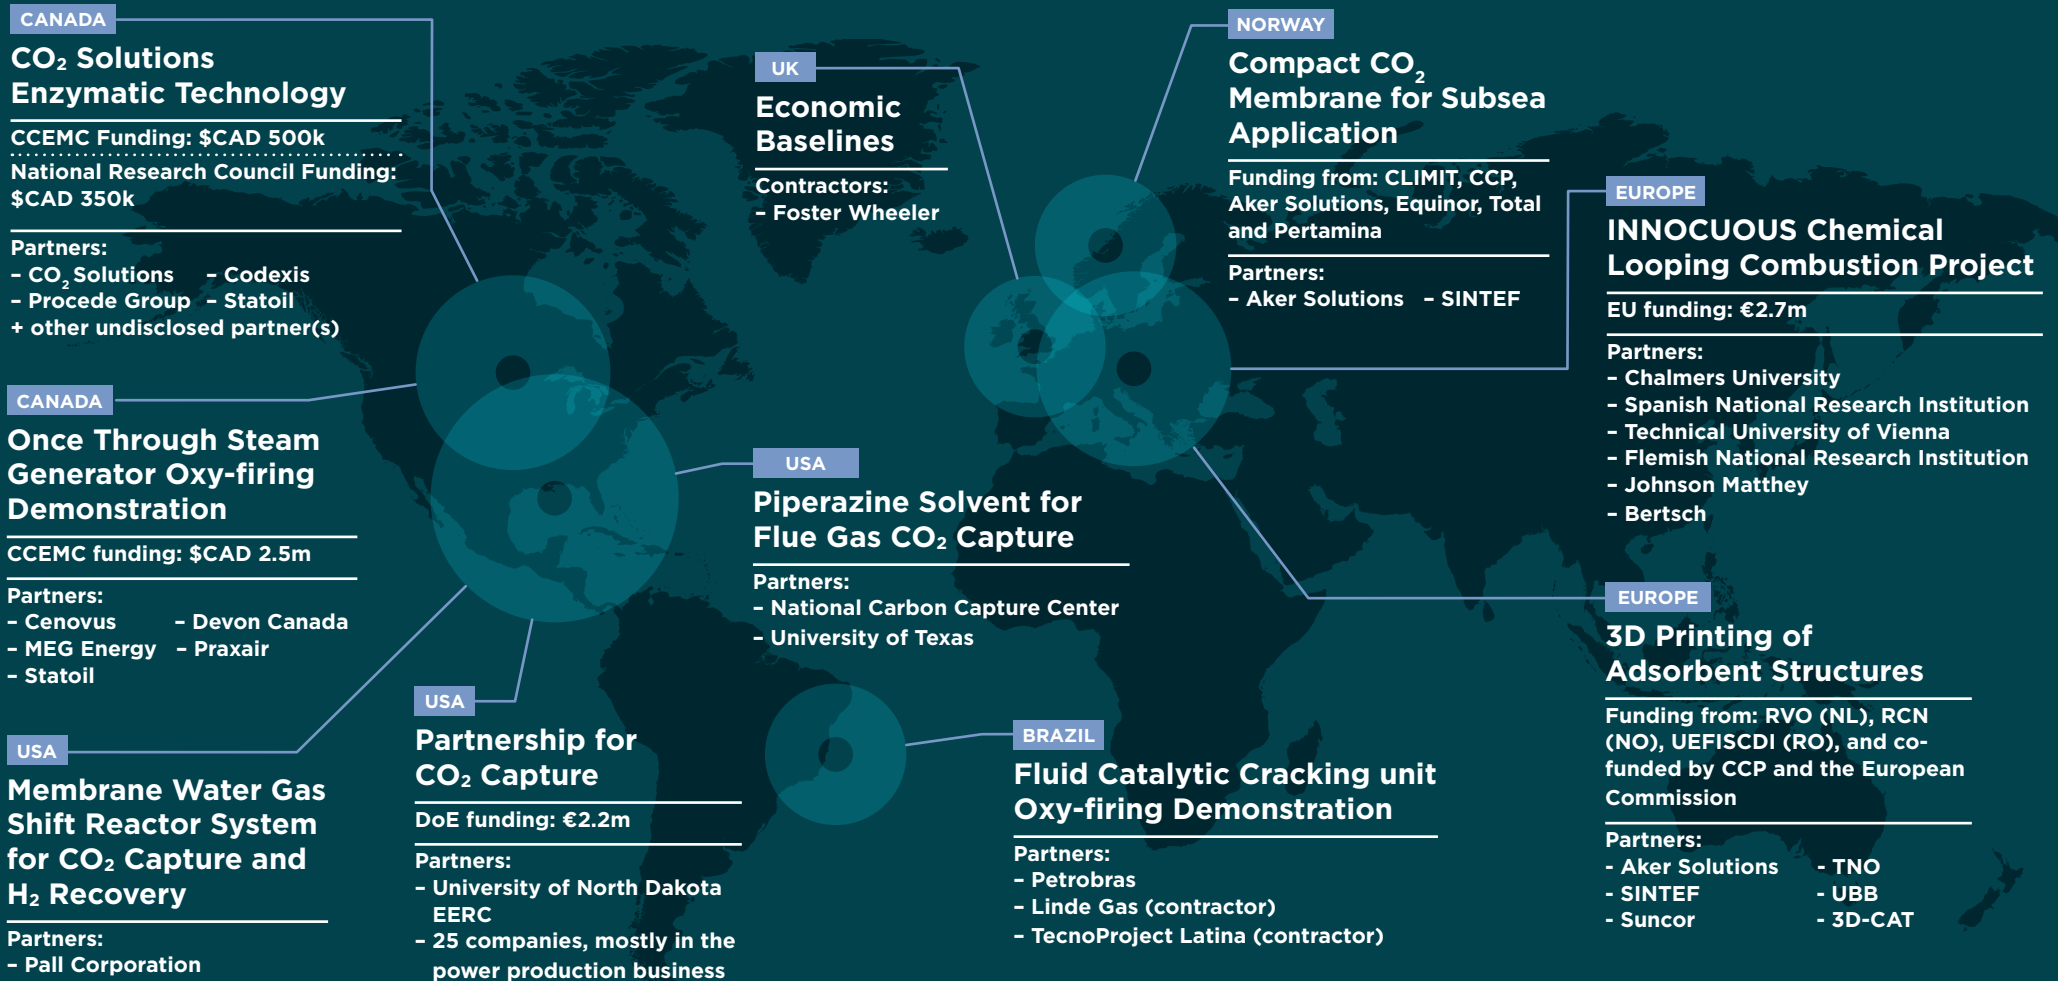 CANADA
CO₂ Solutions
Enzymatic Technology
CCEMC Funding: $CAD 500k
National Research Council Funding:
$CAD 350k
Partners:
– CO₂ Solutions – Codexis
– Procede Group – Statoil
+ other undisclosed partner(s)
CANADA
Once Through Steam
Generator Oxy-firing
Demonstration
CCEMC funding: $CAD 2.5m
Partners:
– Cenovus – Devon Canada
– MEG Energy – Praxair
– Statoil
USA
Membrane Water Gas
Shift Reactor System
for CO₂ Capture and
H₂ Recovery
Partners:
– Pall Corporation
USA
Partnership for
CO₂ Capture
DoE funding: €2.2m
Partners:
– University of North Dakota
EERC
– 25 companies, mostly in the
power production business
UK
Economic
Baselines
Contractors:
– Foster Wheeler
USA
Piperazine Solvent for
Flue Gas CO₂ Capture
Partners:
– National Carbon Capture Center
– University of Texas
BRAZIL
Fluid Catalytic Cracking unit
Oxy-firing Demonstration
Partners:
– Petrobras
– Linde Gas (contractor)
– TecnoProject Latina (contractor)
NORWAY
Compact CO₂
Membrane for Subsea
Application
Funding from: CLIMIT, CCP,
Aker Solutions, Equinor, Total
and Pertamina
Partners:
– Aker Solutions – SINTEF
EUROPE
INNOCUOUS Chemical
Looping Combustion Project
EU funding: €2.7m
Partners:
– Chalmers University
– Spanish National Research Institution
– Technical University of Vienna
– Flemish National Research Institution
– Johnson Matthey
– Bertsch
EUROPE
3D Printing of
Adsorbent Structures
Funding from: RVO (NL), RCN
(NO), UEFISCDI (RO), and co-
funded by CCP and the European
Commission
Partners:
- Aker Solutions - TNO
- SINTEF - UBB
- Suncor - 3D-CAT